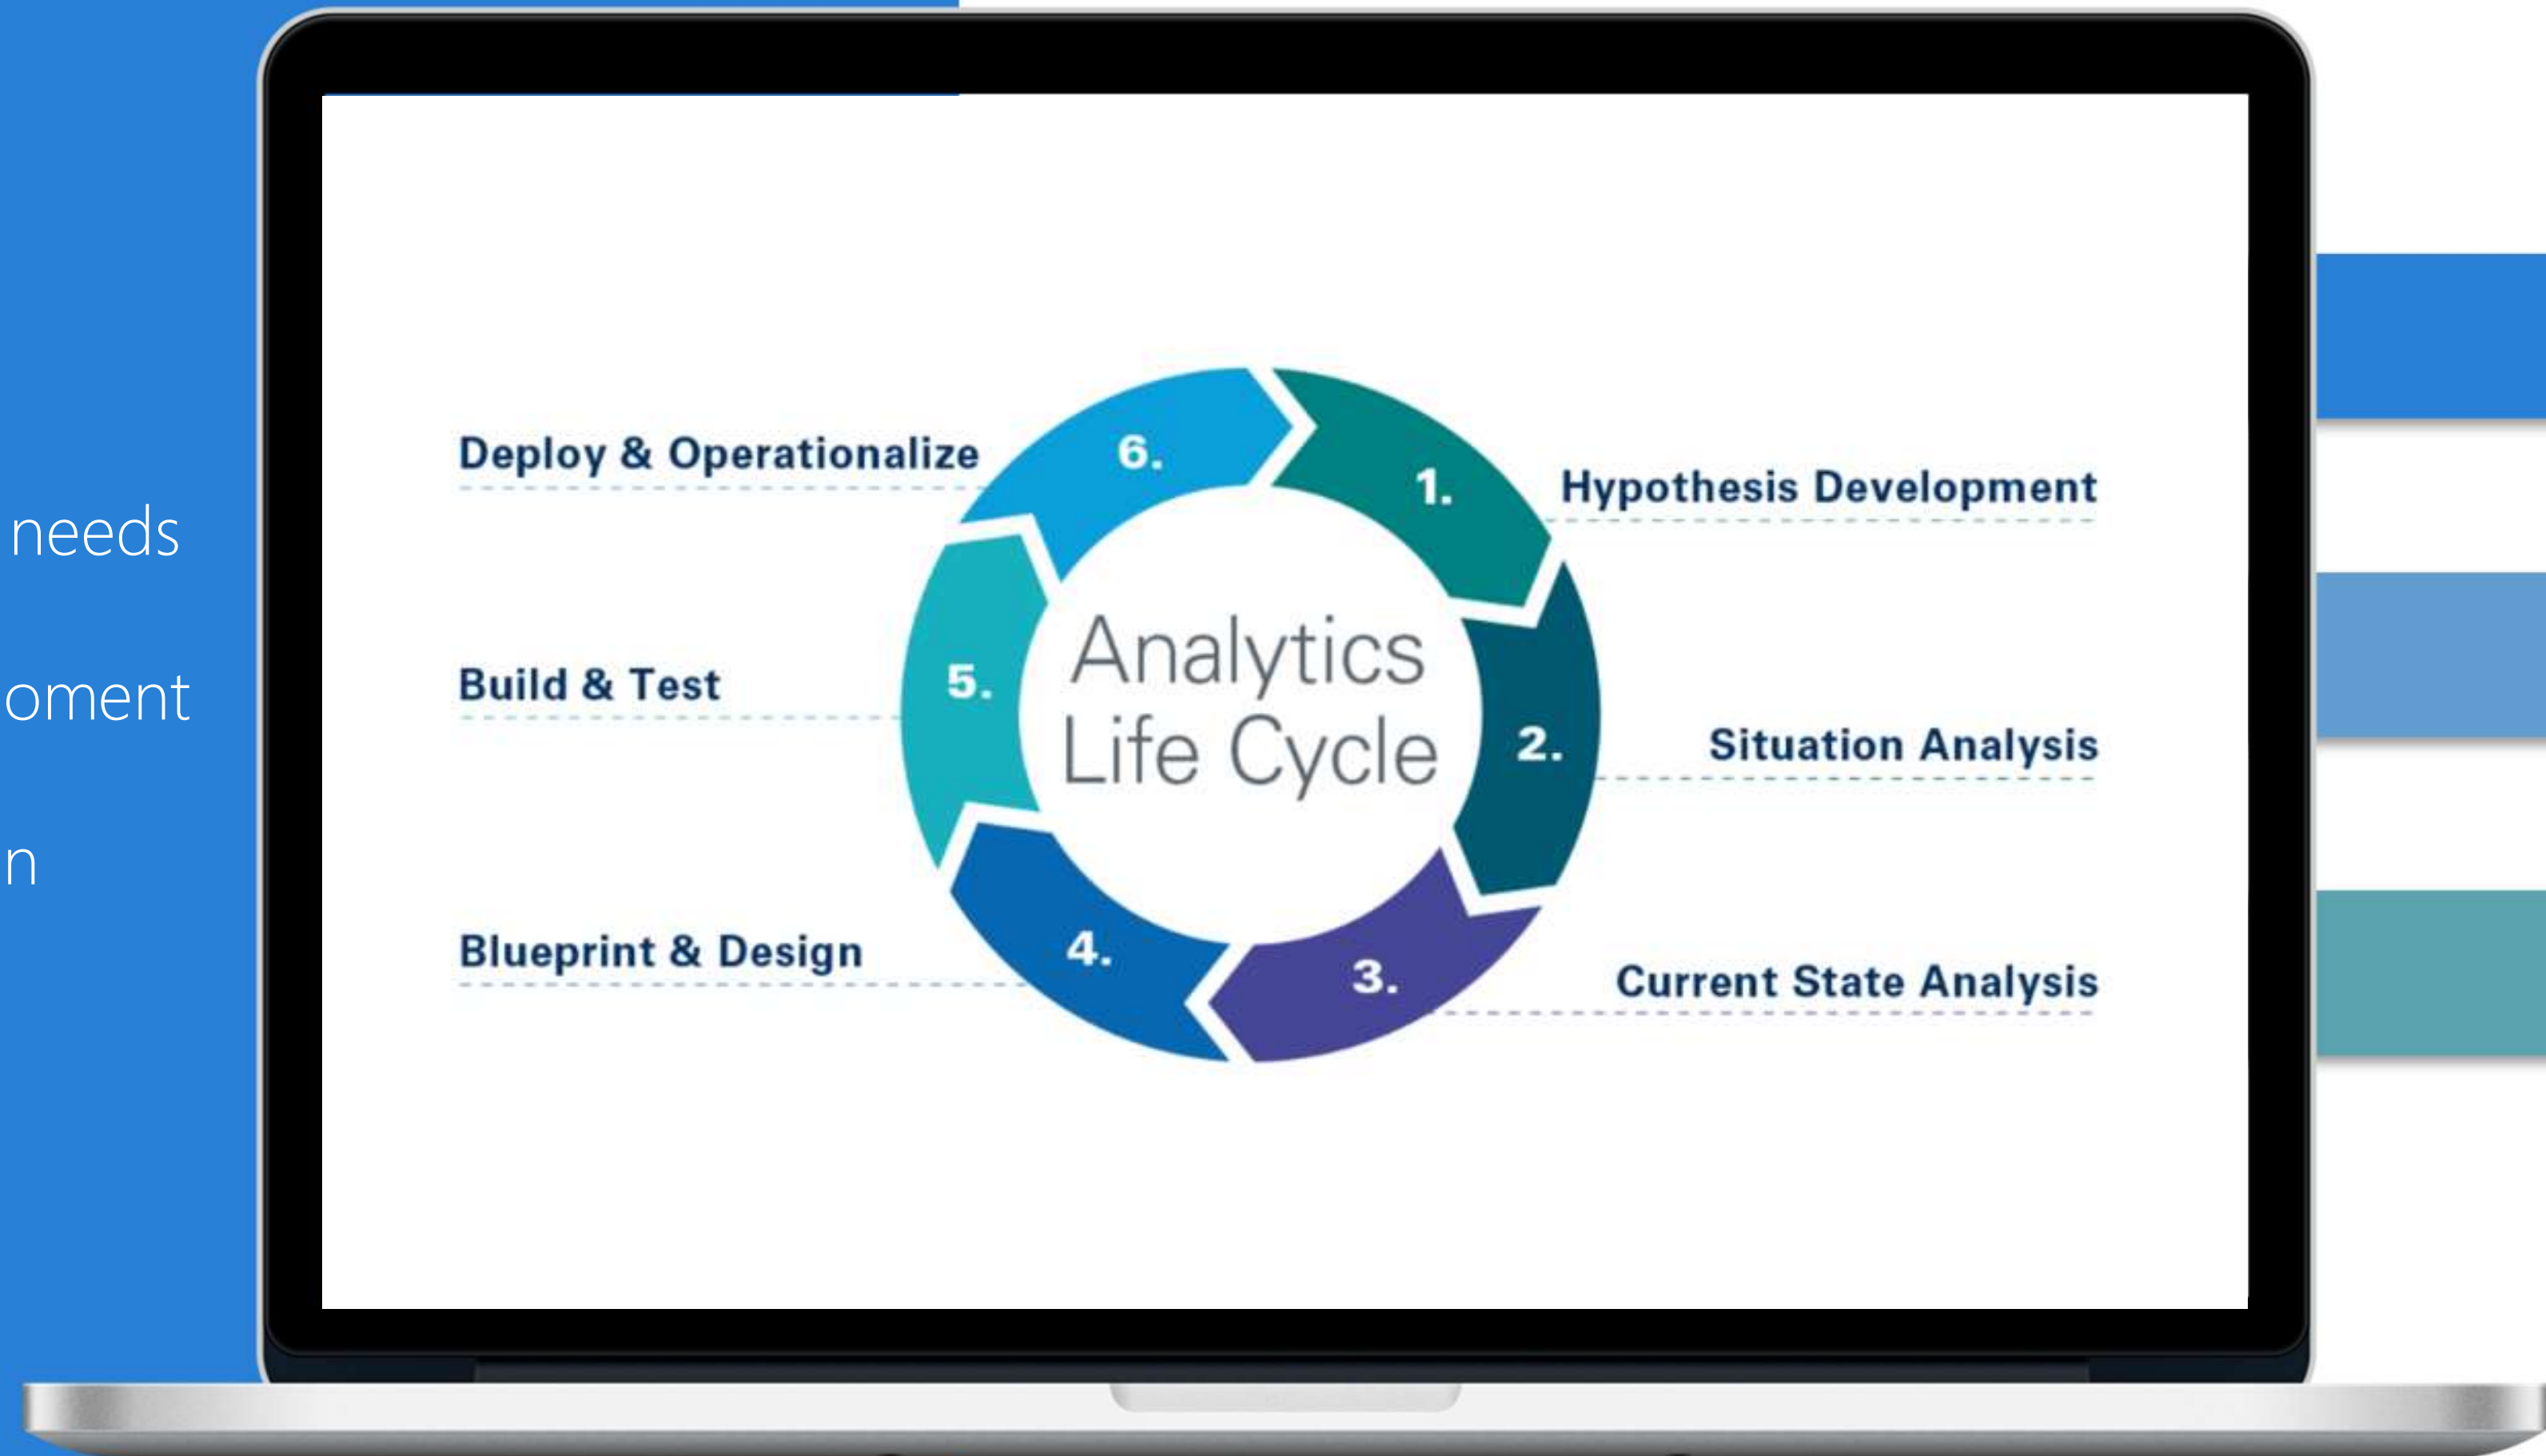 needs
oment
n
Analytics
Life Cycle
1.
Hypothesis Development
2.
Situation Analysis
3.
Current State Analysis
4.
Blueprint & Design
5.
Build & Test
6.
Deploy & Operationalize